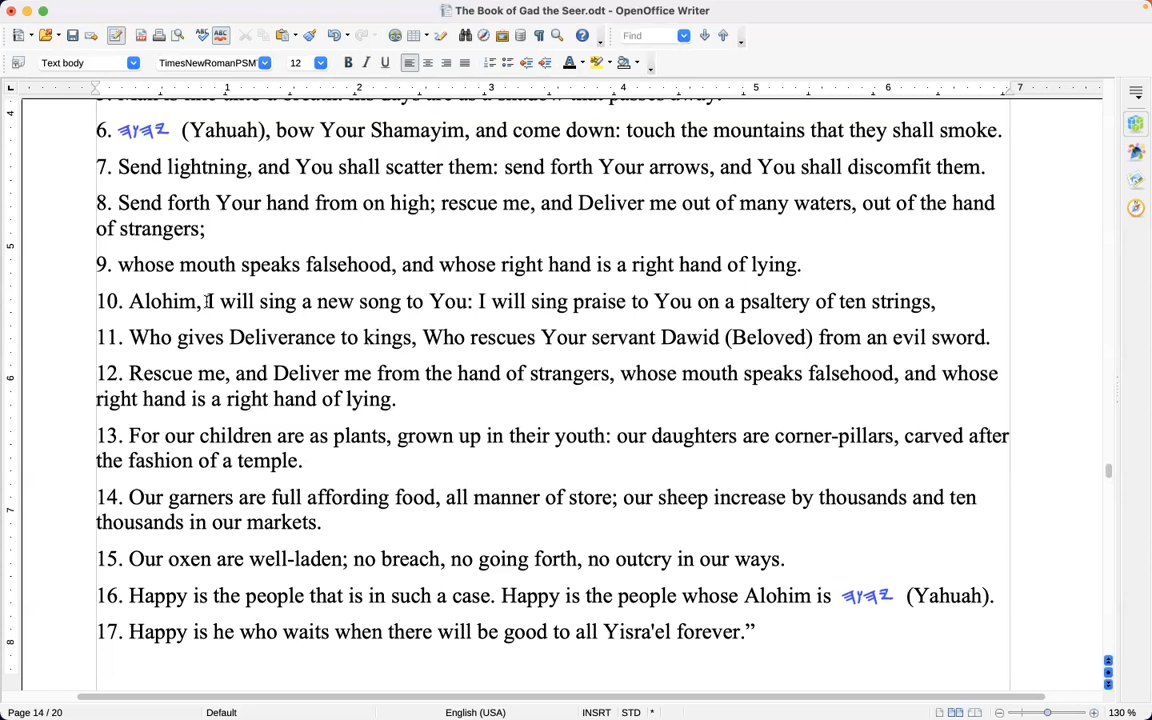 The Book of Gad the Seer.odt - OpenOffice Writer
Find
Text body TimesNewRomanPSM 12 B I U
1 2 3 4 5 6 7
6. 𐤉𐤄𐤅𐤄 (Yahuah), bow Your Shamayim, and come down: touch the mountains that they shall smoke.
7. Send lightning, and You shall scatter them: send forth Your arrows, and You shall discomfit them.
8. Send forth Your hand from on high; rescue me, and Deliver me out of many waters, out of the hand
of strangers;
9. whose mouth speaks falsehood, and whose right hand is a right hand of lying.
10. Alohim, I will sing a new song to You: I will sing praise to You on a psaltery of ten strings,
11. Who gives Deliverance to kings, Who rescues Your servant Dawid (Beloved) from an evil sword.
12. Rescue me, and Deliver me from the hand of strangers, whose mouth speaks falsehood, and whose
right hand is a right hand of lying.
13. For our children are as plants, grown up in their youth: our daughters are corner-pillars, carved after
the fashion of a temple.
14. Our garners are full affording food, all manner of store; our sheep increase by thousands and ten
thousands in our markets.
15. Our oxen are well-laden; no breach, no going forth, no outcry in our ways.
16. Happy is the people that is in such a case. Happy is the people whose Alohim is 𐤉𐤄𐤅𐤄 (Yahuah).
17. Happy is he who waits when there will be good to all Yisra'el forever.”
Page 14 / 20 Default English (USA) INSRT STD * 130 %